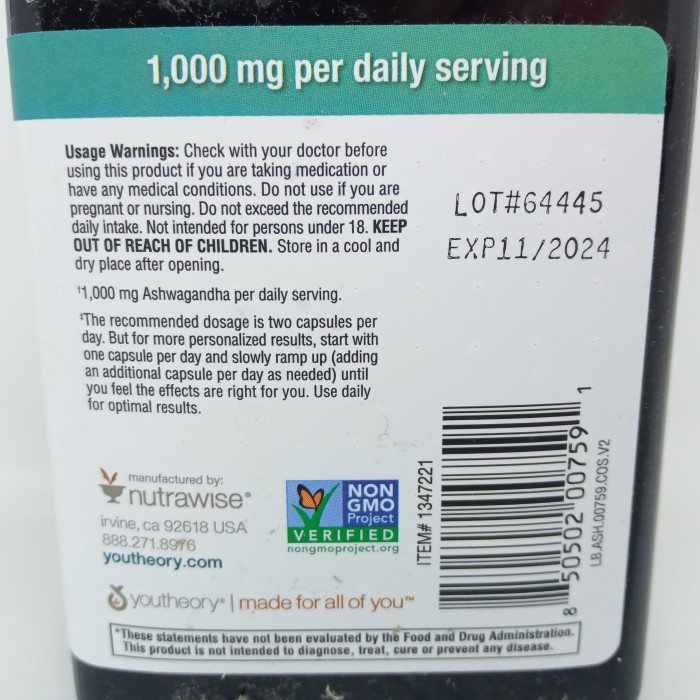 1,000 mg per daily serving
Usage Warnings: Check with your doctor before
using this product if you are taking medication or
have any medical conditions. Do not use if you are
pregnant or nursing. Do not exceed the recommended
daily intake. Not intended for persons under 18. KEEP
OUT OF REACH OF CHILDREN. Store in a cool and
dry place after opening.
†1,000 mg Ashwagandha per daily serving.
‡The recommended dosage is two capsules per
day. But for more personalized results, start with
one capsule per day and slowly ramp up (adding
an additional capsule per day as needed) until
you feel the effects are right for you. Use daily
for optimal results.
LOT#64445
EXP11/2024
manufactured by:
nutrawise®
irvine, ca 92618 USA
888.271.8976
youtheory.com
NON
GMO
Project
VERIFIED
nongmoproject.org
ITEM# 1347221
8 50502 00759 1
LB.ASH.00759.COS.V2
youtheory® | made for all of you™
*These statements have not been evaluated by the Food and Drug Administration.
This product is not intended to diagnose, treat, cure or prevent any disease.